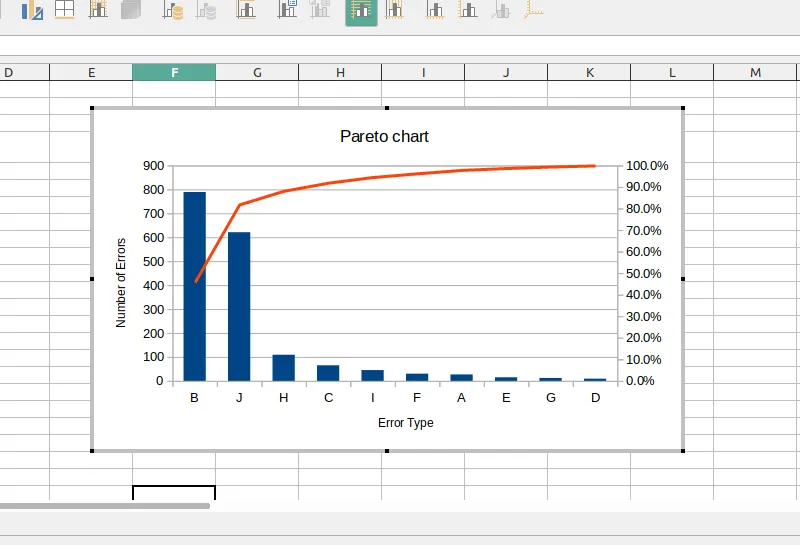 D E F G H I J K L M
Pareto chart
900 100.0%
800 90.0%
700 80.0%
600 70.0%
500 60.0%
400 50.0%
300 40.0%
200 30.0%
100 20.0%
0 10.0%
0.0%
Number of Errors
B J H C I F A E G D
Error Type